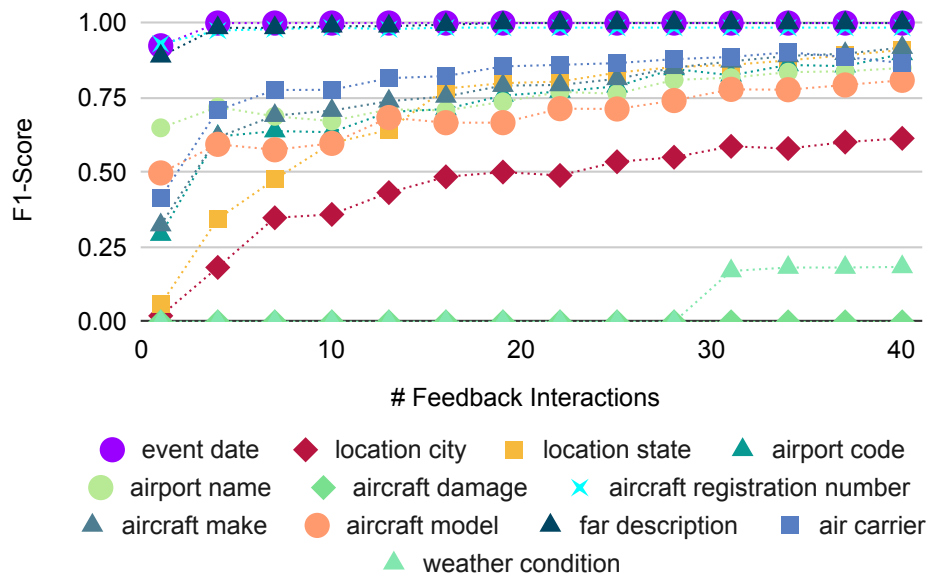 1.00
0.75
0.50
0.25
0.00
F1-Score
0 10 20 30 40
# Feedback Interactions
event date location city location state airport code
airport name aircraft damage aircraft registration number
aircraft make aircraft model far description air carrier
weather condition